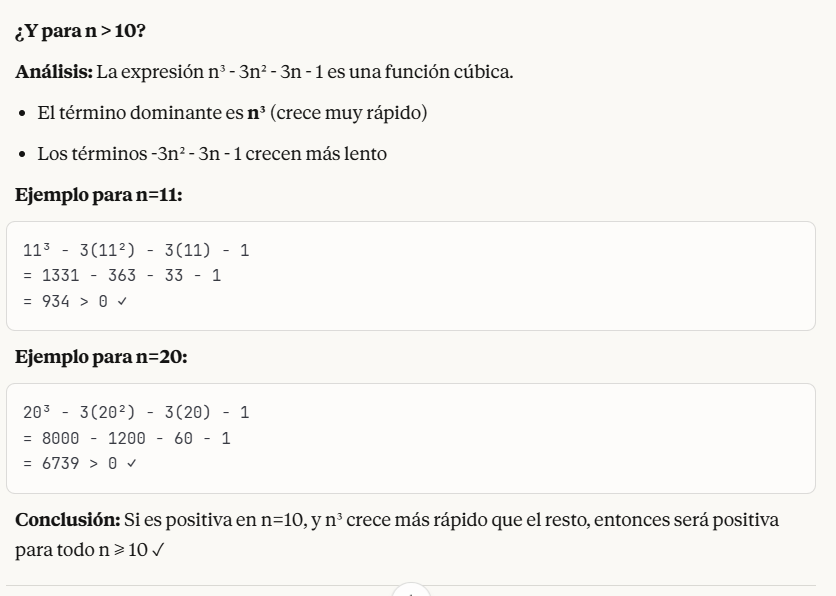 ¿Y para n > 10?
Análisis: La expresión n³ - 3n² - 3n - 1 es una función cúbica.
• El término dominante es n³ (crece muy rápido)
• Los términos -3n² - 3n - 1 crecen más lento
Ejemplo para n=11:
11³ - 3(11²) - 3(11) - 1
= 1331 - 363 - 33 - 1
= 934 > 0 ✓
Ejemplo para n=20:
20³ - 3(20²) - 3(20) - 1
= 8000 - 1200 - 60 - 1
= 6739 > 0 ✓
Conclusión: Si es positiva en n=10, y n³ crece más rápido que el resto, entonces será positiva
para todo n ≥ 10 ✓